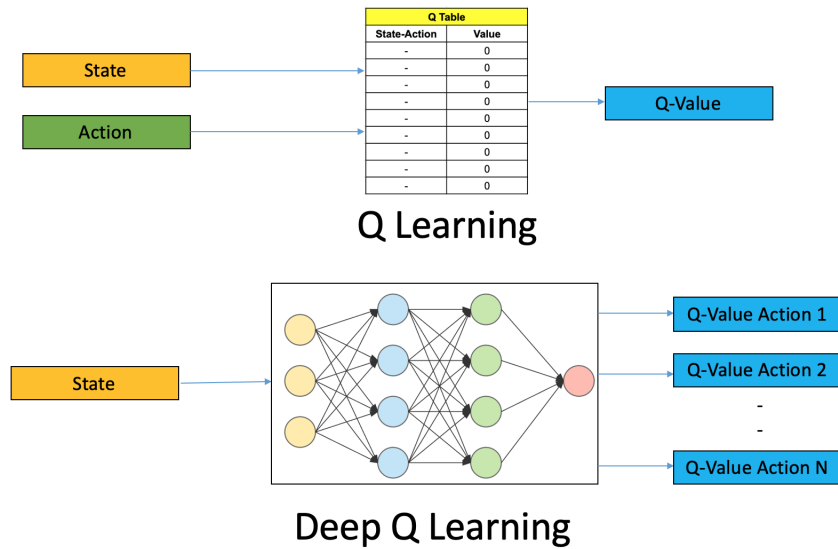 Q Table
State-Action Value
- 0
- 0
- 0
- 0
- 0
- 0
- 0
- 0
- 0
State
Action
Q-Value
Q Learning
State
Q-Value Action 1
Q-Value Action 2
-
-
Q-Value Action N
Deep Q Learning